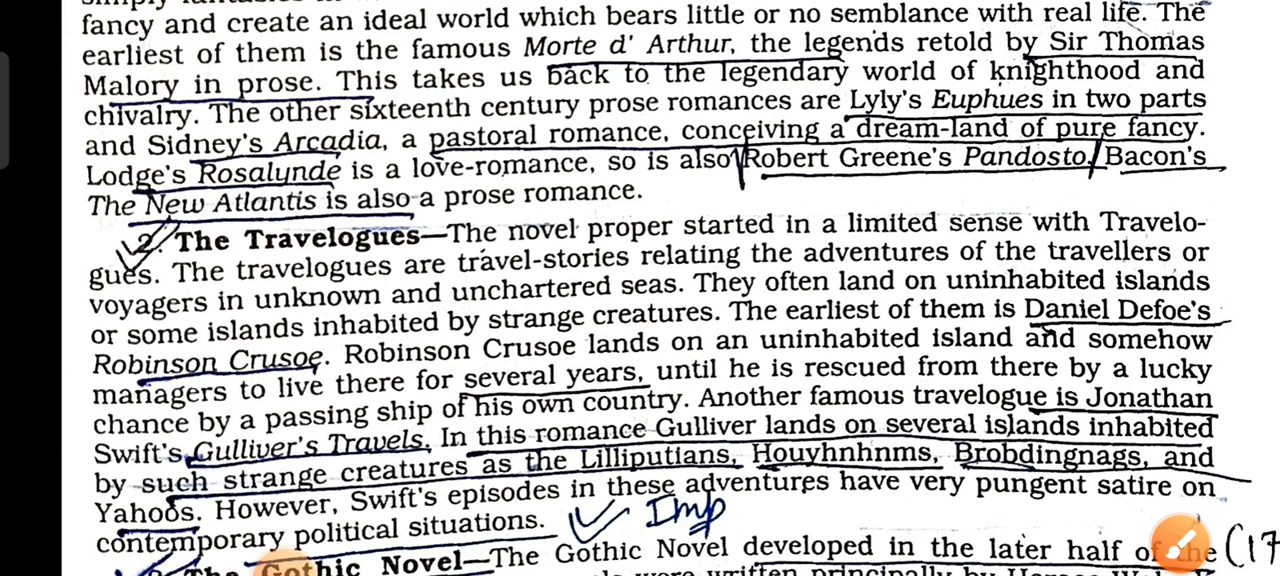 fancy and create an ideal world which bears little or no semblance with real life. The
earliest of them is the famous Morte d' Arthur, the legends retold by Sir Thomas
Malory in prose. This takes us back to the legendary world of knighthood and
chivalry. The other sixteenth century prose romances are Lyly's Euphues in two parts
and Sidney's Arcadia, a pastoral romance, conceiving a dream-land of pure fancy.
Lodge's Rosalynde is a love-romance, so is also Robert Greene's Pandosto. Bacon's
The New Atlantis is also a prose romance.
2. The Travelogues—The novel proper started in a limited sense with Travelo-
gues. The travelogues are travel-stories relating the adventures of the travellers or
voyagers in unknown and unchartered seas. They often land on uninhabited islands
or some islands inhabited by strange creatures. The earliest of them is Daniel Defoe's
Robinson Crusoe. Robinson Crusoe lands on an uninhabited island and somehow
managers to live there for several years, until he is rescued from there by a lucky
chance by a passing ship of his own country. Another famous travelogue is Jonathan
Swift's Gulliver's Travels. In this romance Gulliver lands on several islands inhabited
by such strange creatures as the Lilliputians, Houyhnhnms, Brobdingnags, and
Yahoos. However, Swift's episodes in these adventures have very pungent satire on
contemporary political situations. Imp
The Gothic Novel—The Gothic Novel developed in the later half of the (17
written principally by